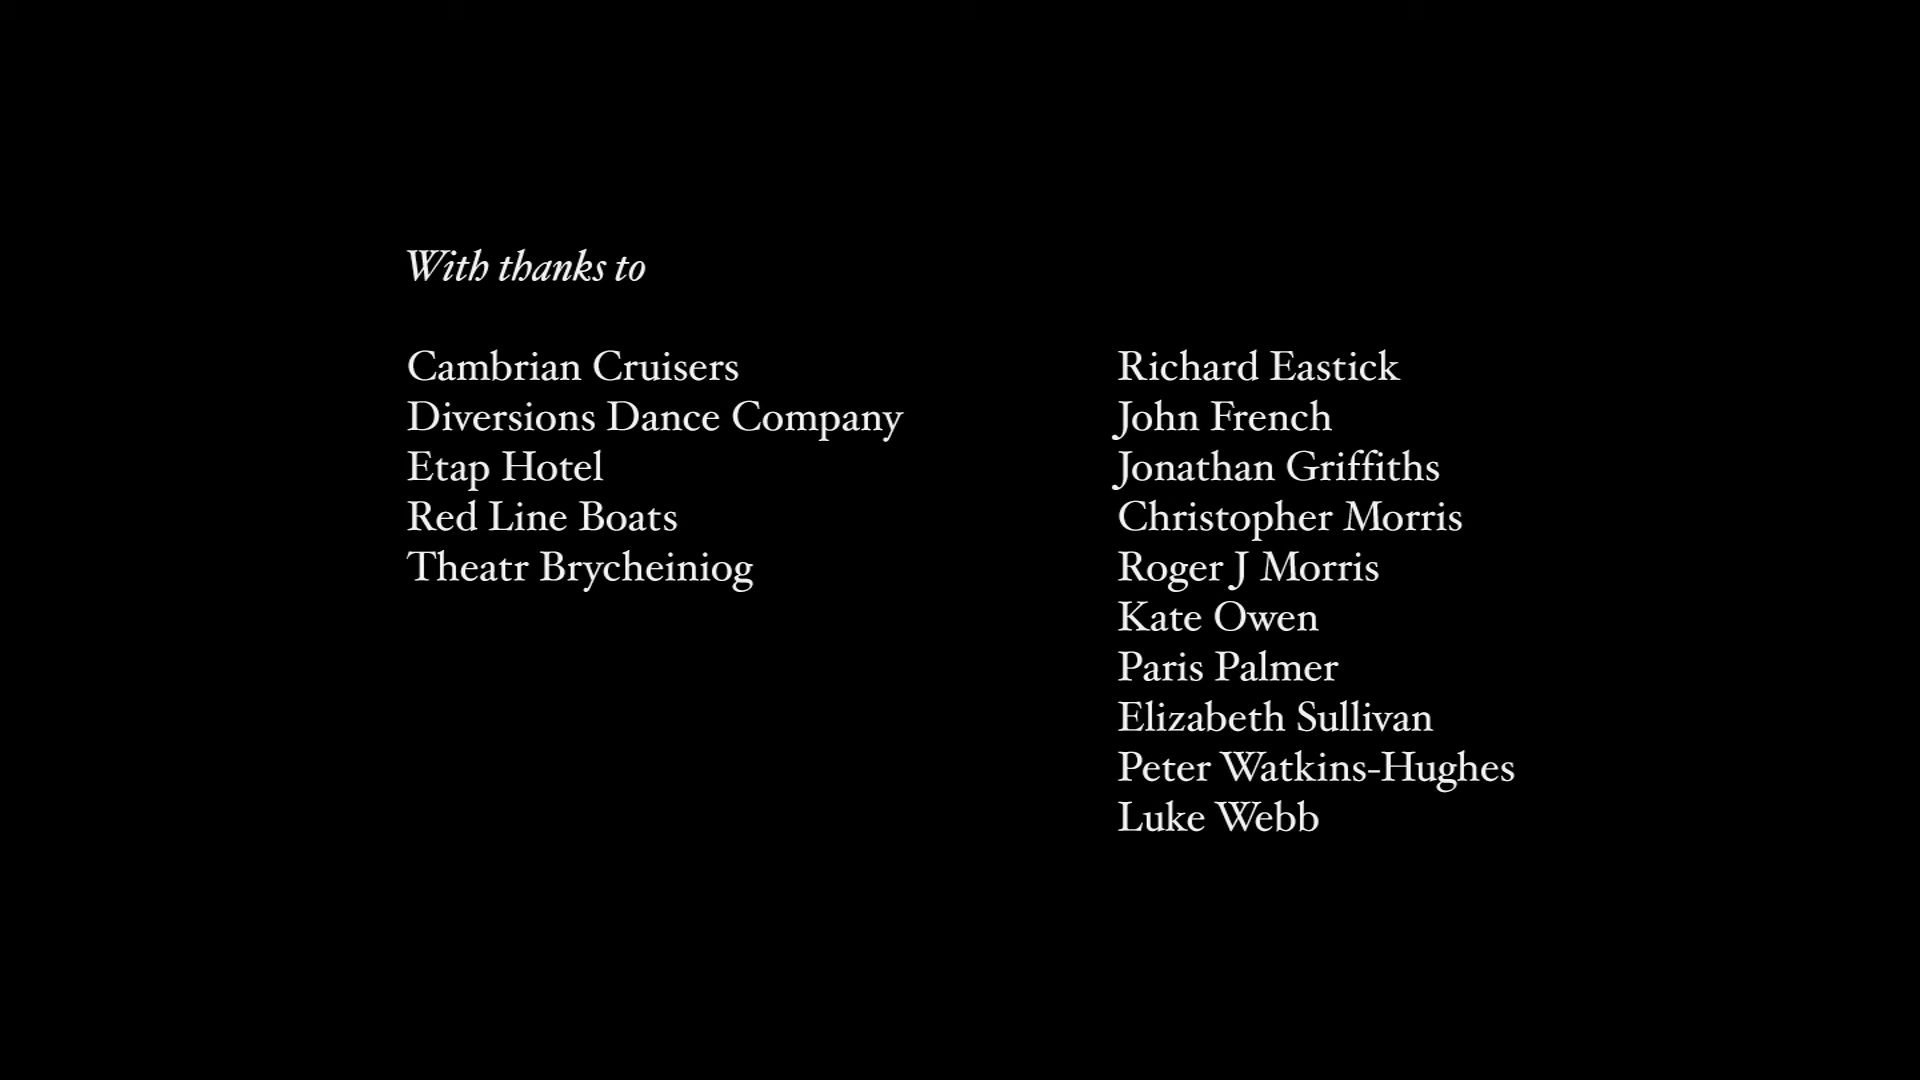 With thanks to
Cambrian Cruisers
Diversions Dance Company
Etap Hotel
Red Line Boats
Theatr Brycheiniog
Richard Eastick
John French
Jonathan Griffiths
Christopher Morris
Roger J Morris
Kate Owen
Paris Palmer
Elizabeth Sullivan
Peter Watkins-Hughes
Luke Webb